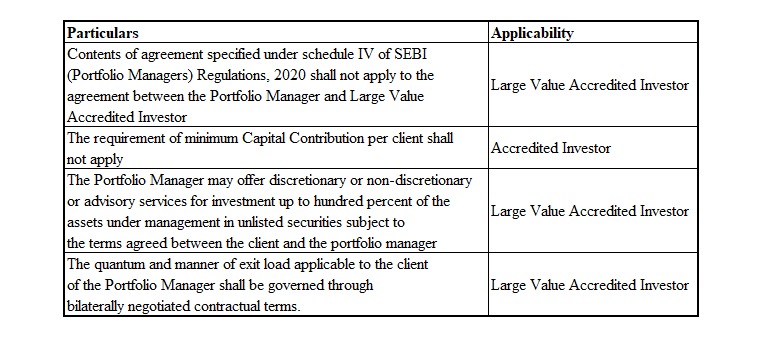 Particulars
Applicability
Contents of agreement specified under schedule IV of SEBI
(Portfolio Managers) Regulations, 2020 shall not apply to the
agreement between the Portfolio Manager and Large Value
Accredited Investor
Large Value Accredited Investor
The requirement of minimum Capital Contribution per client shall
not apply
Accredited Investor
The Portfolio Manager may offer discretionary or non-discretionary
or advisory services for investment up to hundred percent of the
assets under management in unlisted securities subject to
the terms agreed between the client and the portfolio manager
Large Value Accredited Investor
The quantum and manner of exit load applicable to the client
of the Portfolio Manager shall be governed through
bilaterally negotiated contractual terms.
Large Value Accredited Investor